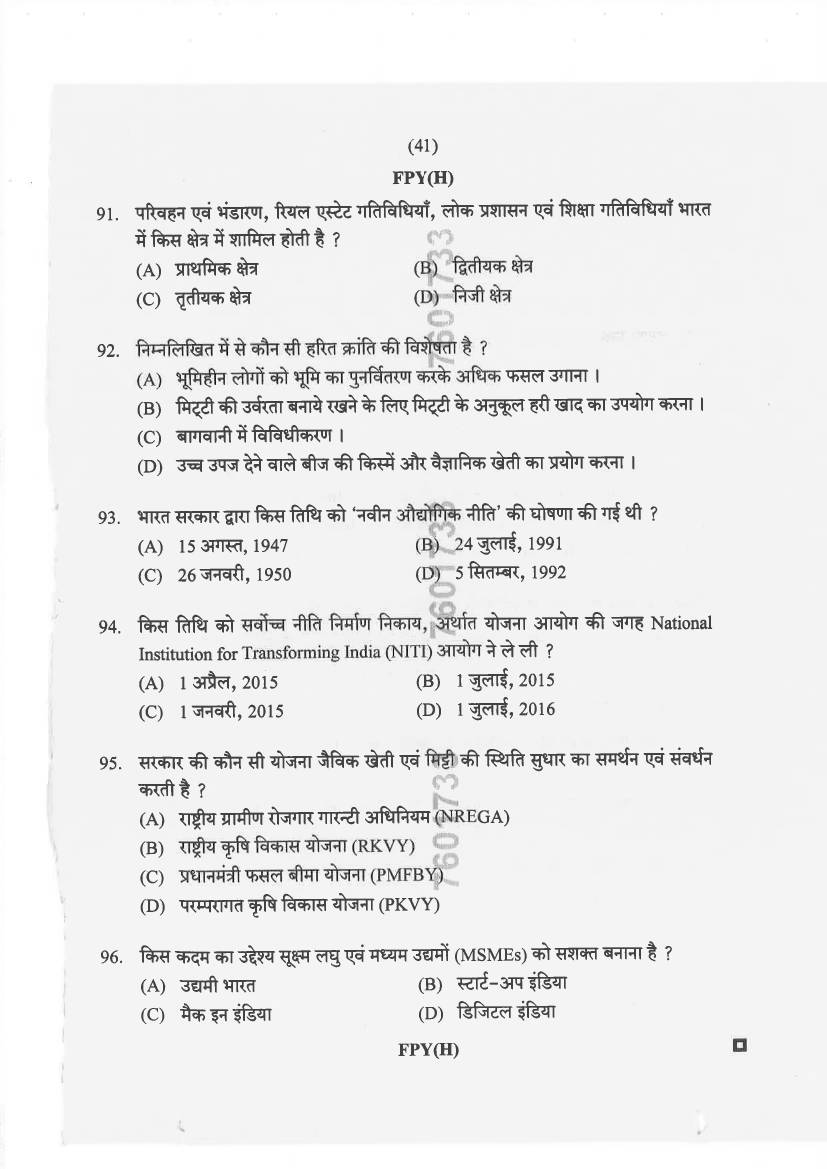 (41)
FPY(H)
91. परिवहन एवं भंडारण, रियल एस्टेट गतिविधियाँ, लोक प्रशासन एवं शिक्षा गतिविधियाँ भारत
में किस क्षेत्र में शामिल होती है ?
(A) प्राथमिक क्षेत्र (B) द्वितीयक क्षेत्र
(C) तृतीयक क्षेत्र (D) निजी क्षेत्र
92. निम्नलिखित में से कौन सी हरित क्रांति की विशेषता है ?
(A) भूमिहीन लोगों को भूमि का पुनर्वितरण करके अधिक फसल उगाना ।
(B) मिट्टी की उर्वरता बनाये रखने के लिए मिट्टी के अनुकूल हरी खाद का उपयोग करना ।
(C) बागवानी में विविधीकरण ।
(D) उच्च उपज देने वाले बीज की किस्में और वैज्ञानिक खेती का प्रयोग करना ।
93. भारत सरकार द्वारा किस तिथि को ‘नवीन औद्योगिक नीति’ की घोषणा की गई थी ?
(A) 15 अगस्त, 1947 (B) 24 जुलाई, 1991
(C) 26 जनवरी, 1950 (D) 5 सितम्बर, 1992
94. किस तिथि को सर्वोच्च नीति निर्माण निकाय, अर्थात योजना आयोग की जगह National
Institution for Transforming India (NITI) आयोग ने ले ली ?
(A) 1 अप्रैल, 2015 (B) 1 जुलाई, 2015
(C) 1 जनवरी, 2015 (D) 1 जुलाई, 2016
95. सरकार की कौन सी योजना जैविक खेती एवं मिट्टी की स्थिति सुधार का समर्थन एवं संवर्धन
करती है ?
(A) राष्ट्रीय ग्रामीण रोजगार गारन्टी अधिनियम (NREGA)
(B) राष्ट्रीय कृषि विकास योजना (RKVY)
(C) प्रधानमंत्री फसल बीमा योजना (PMFBY)
(D) परम्परागत कृषि विकास योजना (PKVY)
96. किस कदम का उद्देश्य सूक्ष्म लघु एवं मध्यम उद्यमों (MSMEs) को सशक्त बनाना है ?
(A) उद्यमी भारत (B) स्टार्ट-अप इंडिया
(C) मैक इन इंडिया (D) डिजिटल इंडिया
FPY(H)
7601733
7601733
7601733